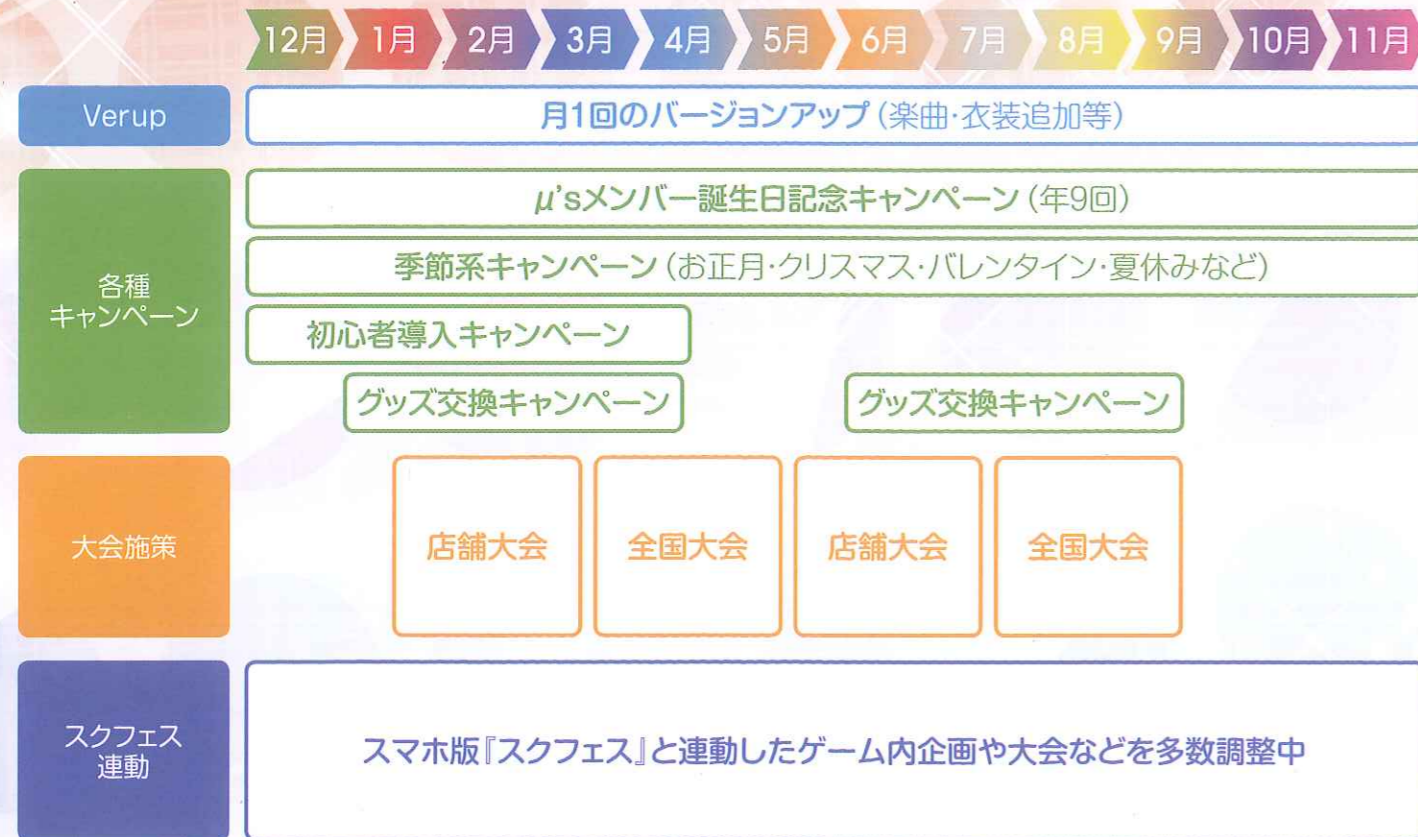 12月 1月 2月 3月 4月 5月 6月 7月 8月 9月 10月 11月
Verup
月1回のバージョンアップ(楽曲・衣装追加等)
各種
キャンペーン
μ'sメンバー誕生日記念キャンペーン(年9回)
季節系キャンペーン(お正月・クリスマス・バレンタイン・夏休みなど)
初心者導入キャンペーン
グッズ交換キャンペーン グッズ交換キャンペーン
大会施策
店舗大会 全国大会 店舗大会 全国大会
スクフェス
連動
スマホ版『スクフェス』と連動したゲーム内企画や大会などを多数調整中